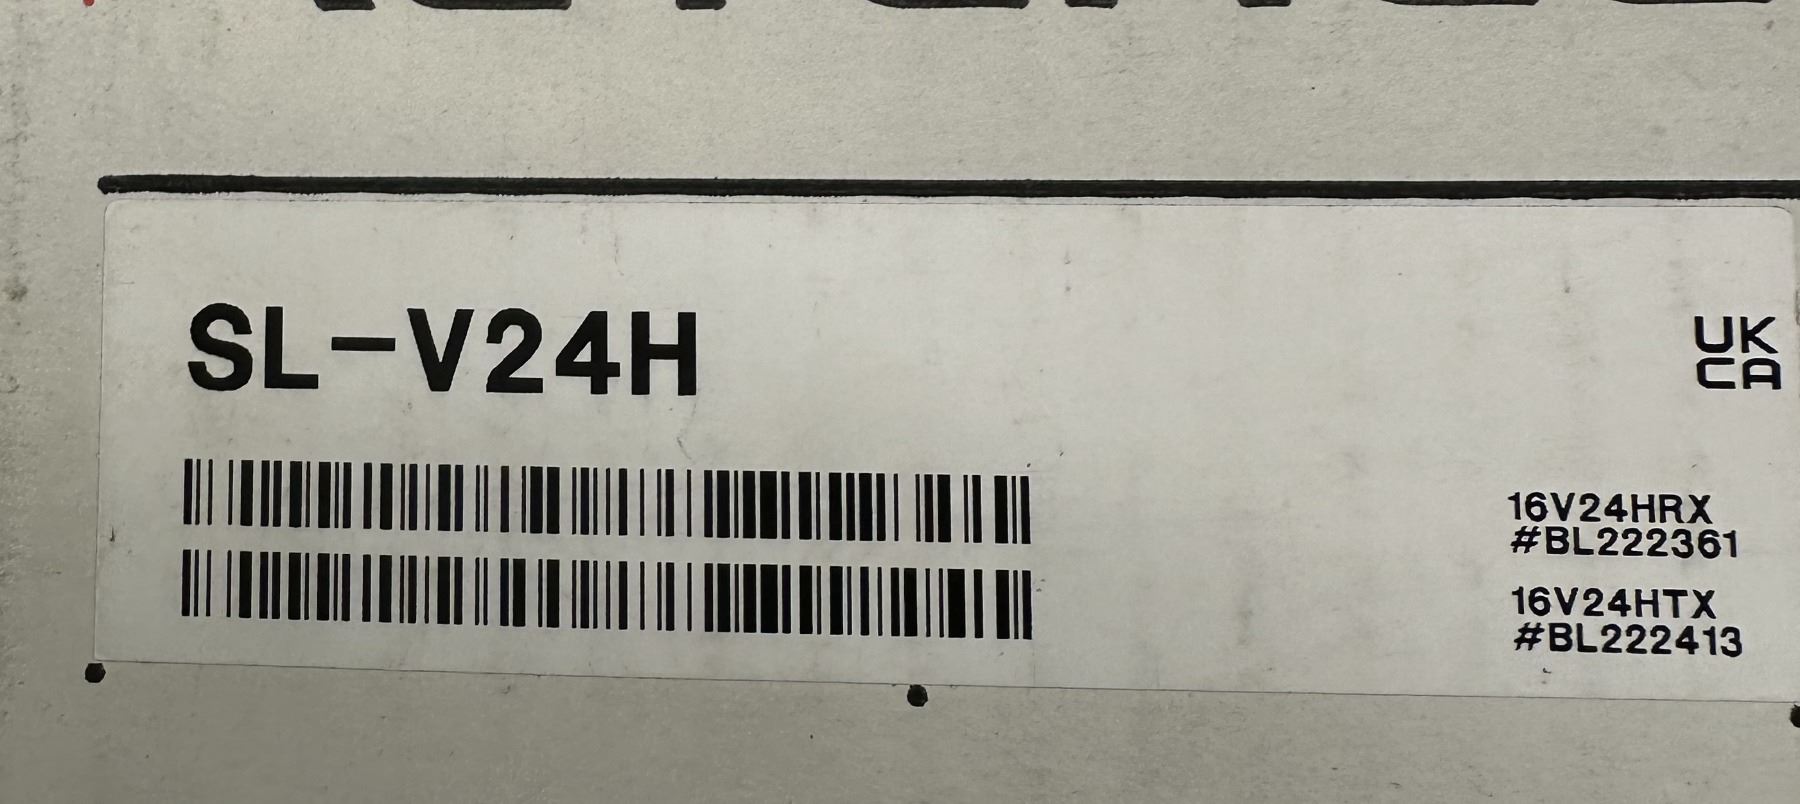 SL-V24H
UK
CA
16V24HRX
#BL222361
16V24HTX
#BL222413